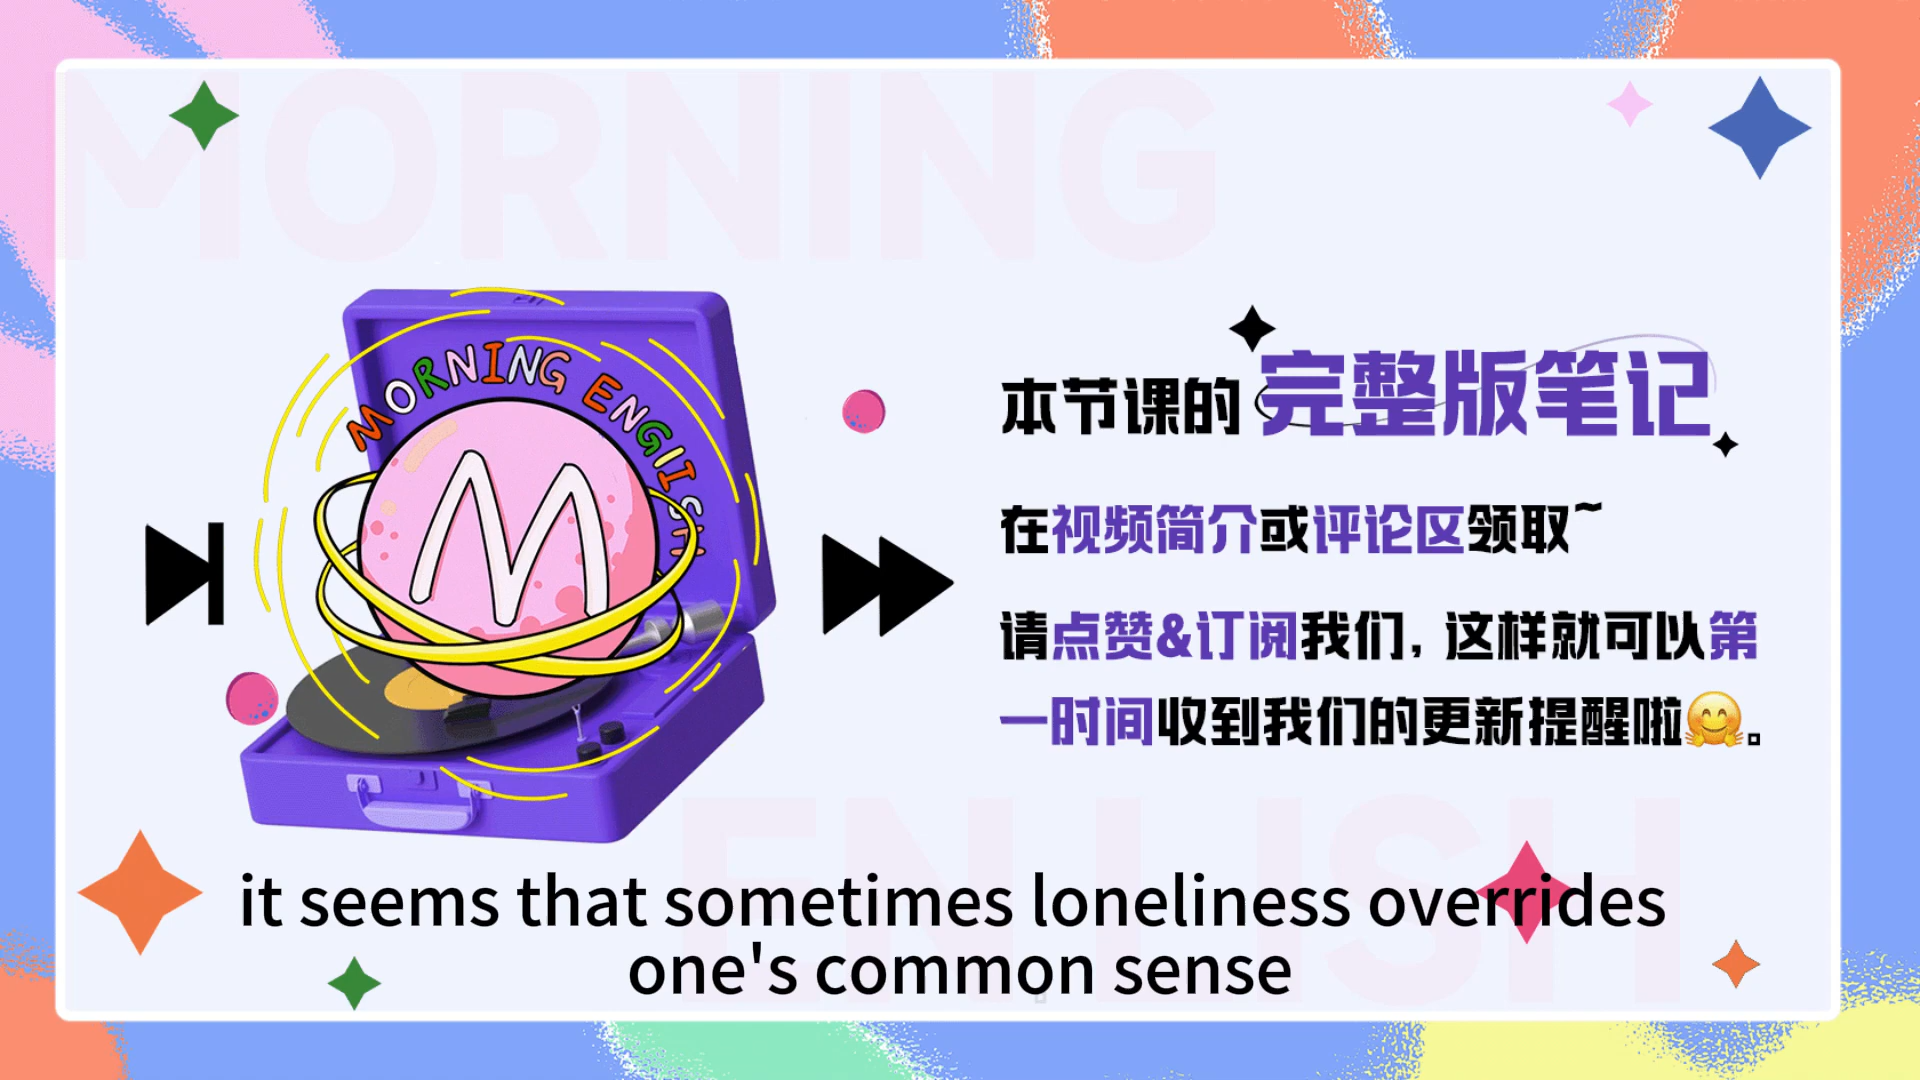 MORNING
MORNING ENGlISH
M
本节课的完整版笔记
在视频简介或评论区领取~
请点赞&订阅我们，这样就可以第
一时间收到我们的更新提醒啦🤗。
it seems that sometimes loneliness overrides
one's common sense